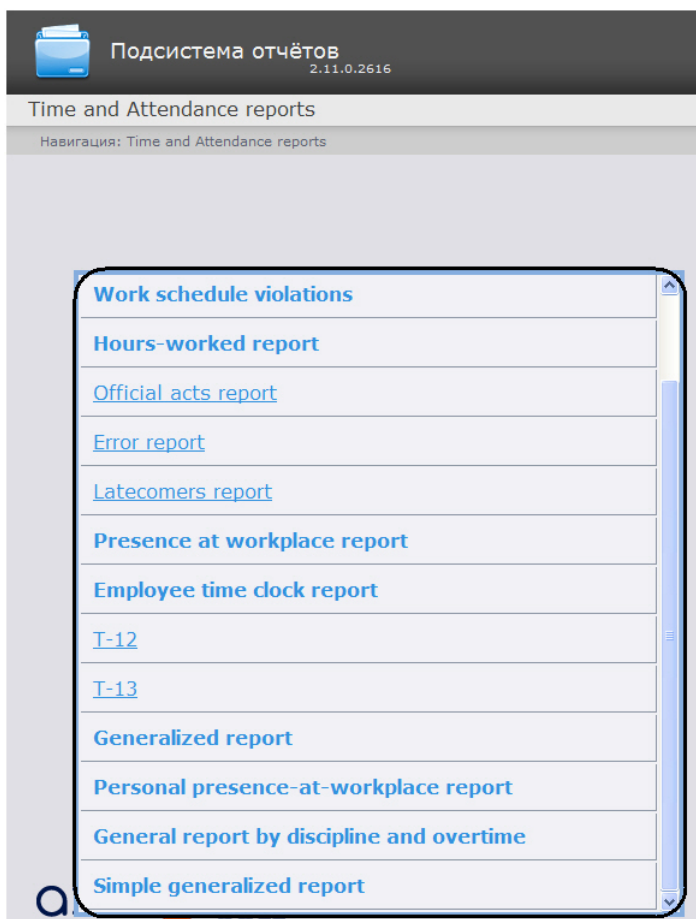 Подсистема отчётов
2.11.0.2616
Time and Attendance reports
Навигация: Time and Attendance reports
Work schedule violations
Hours-worked report
Official acts report
Error report
Latecomers report
Presence at workplace report
Employee time clock report
T-12
T-13
Generalized report
Personal presence-at-workplace report
General report by discipline and overtime
Simple generalized report